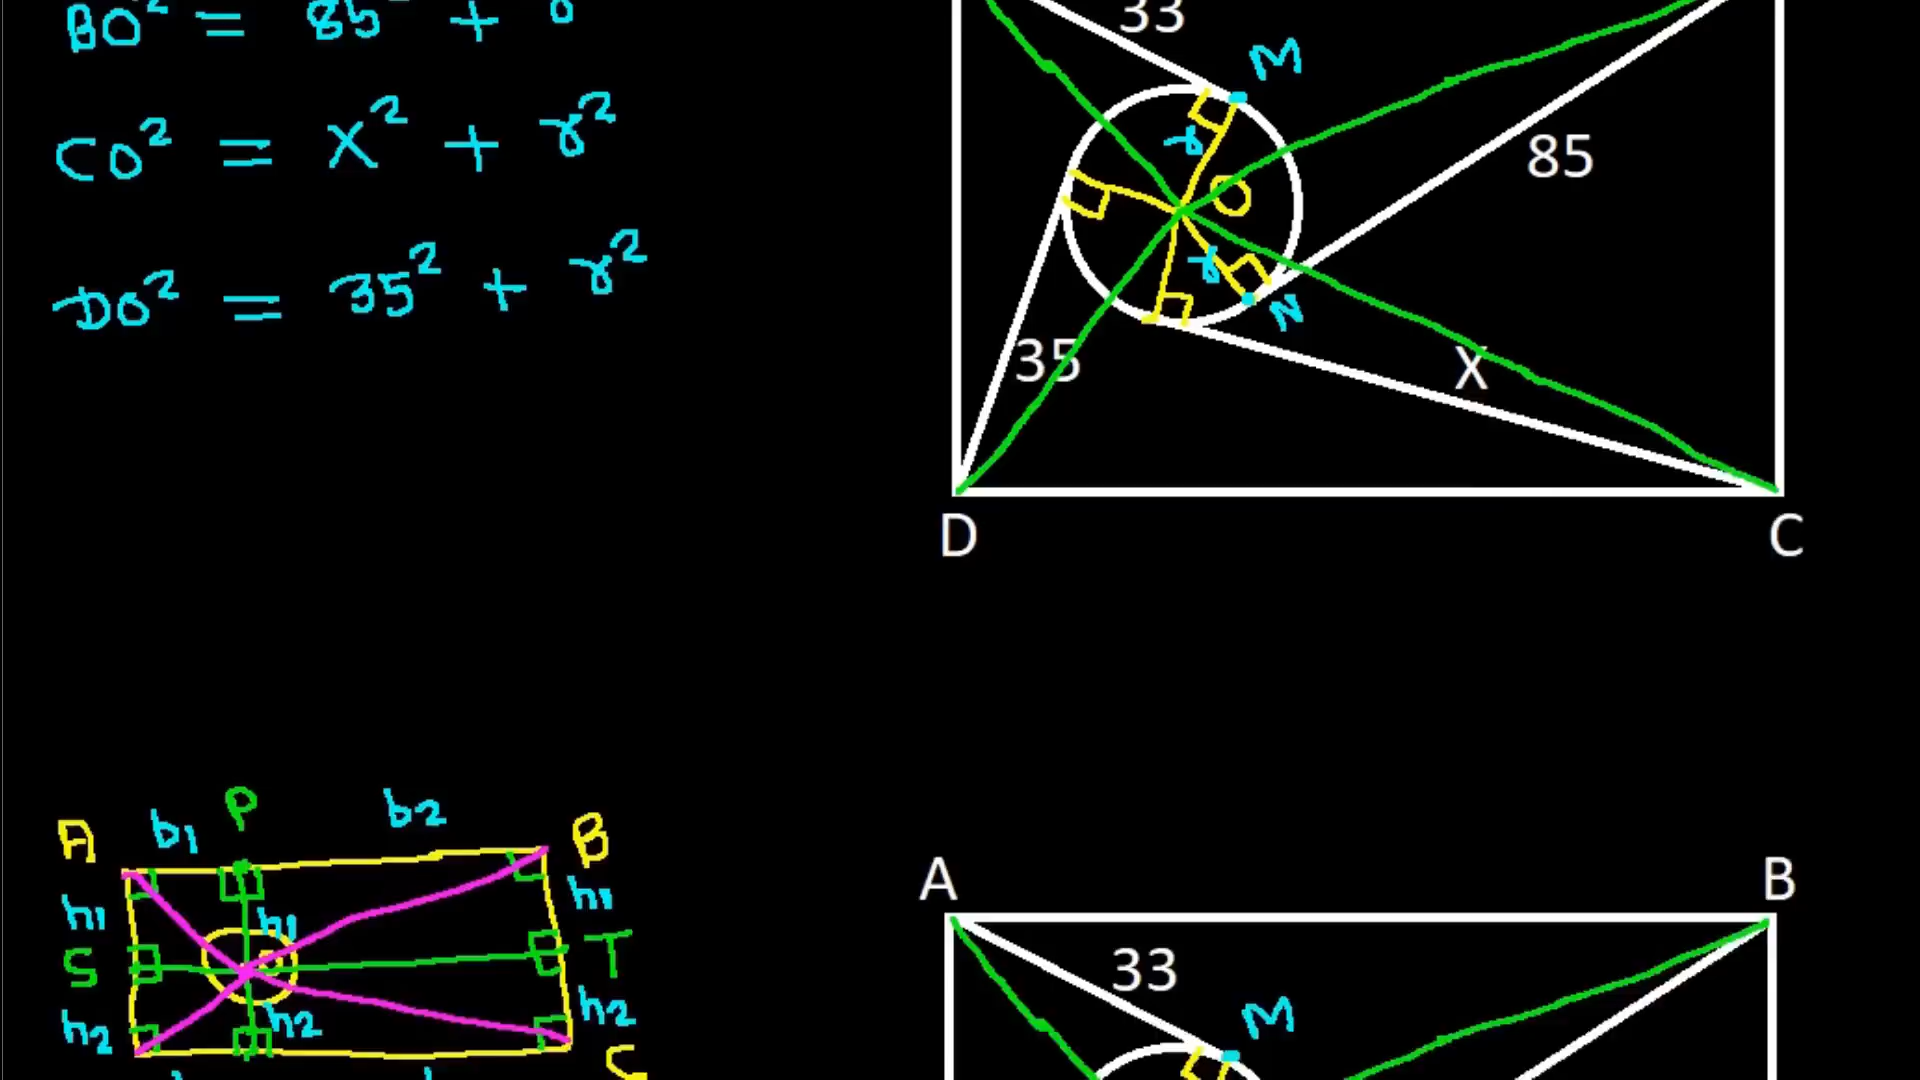 BO² = 85² + r
CO² = X² + r²
DO² = 35² + r²
33
M
85
r
O
r
N
35
X
D C
P
A b1 b2 B
h1 h1 h1
S T
h2 h2 h2
C
A B
33
M